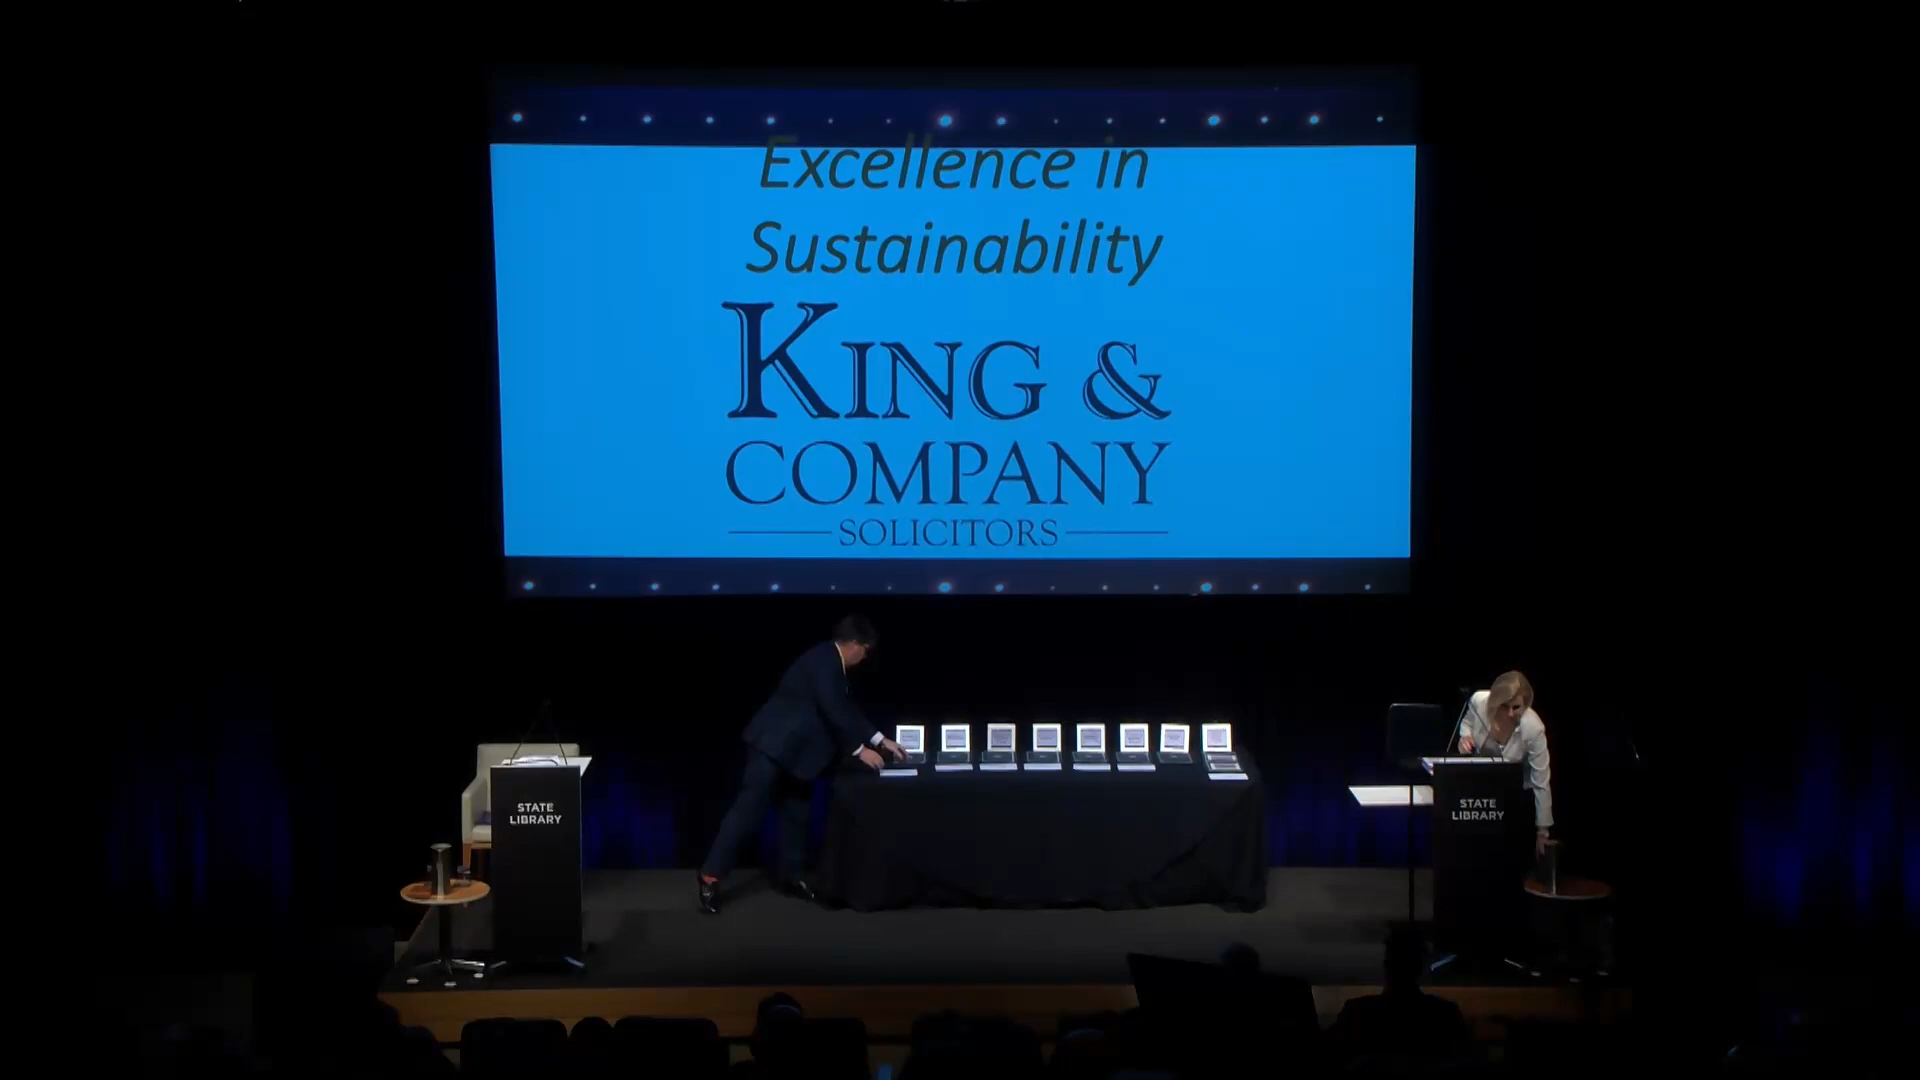 Excellence in
Sustainability
KING &
COMPANY
SOLICITORS
STATE
LIBRARY
STATE
LIBRARY